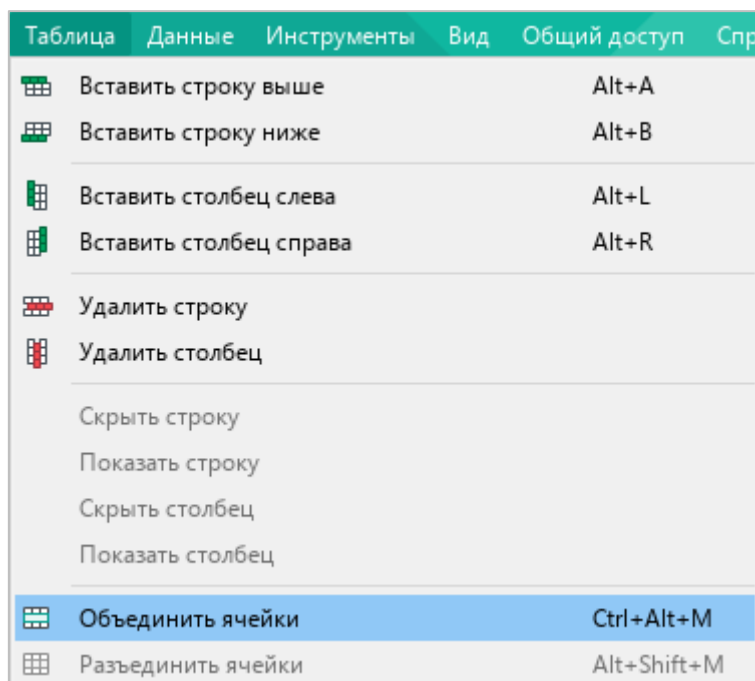 Таблица Данные Инструменты Вид Общий доступ Спр
Вставить строку выше Alt+A
Вставить строку ниже Alt+B
Вставить столбец слева Alt+L
Вставить столбец справа Alt+R
Удалить строку
Удалить столбец
Скрыть строку
Показать строку
Скрыть столбец
Показать столбец
Объединить ячейки Ctrl+Alt+M
Разъединить ячейки Alt+Shift+M